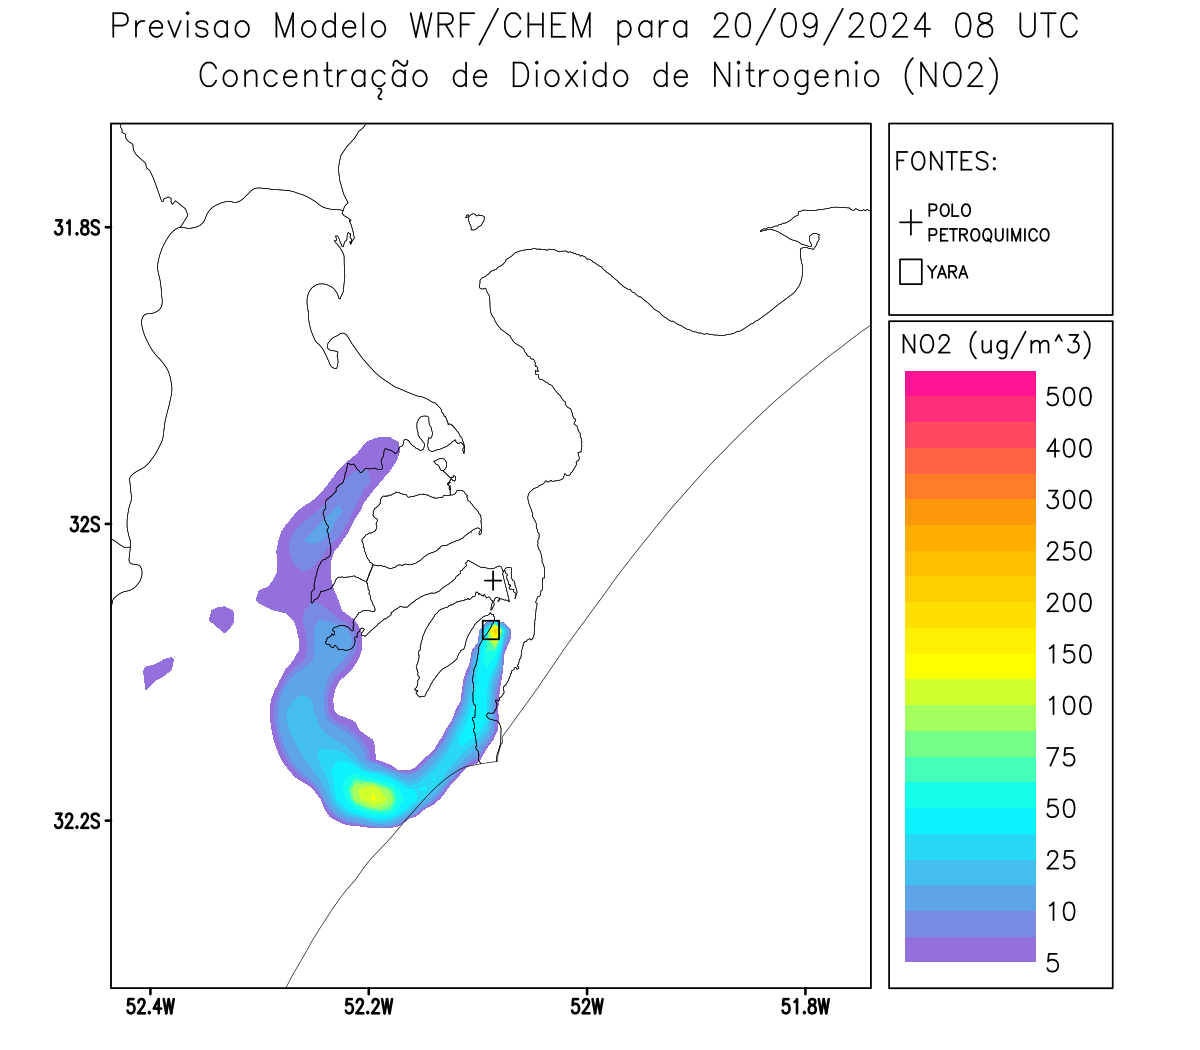 Previsao Modelo WRF/CHEM para 20/09/2024 08 UTC
Concentração de Dioxido de Nitrogenio (NO2)
FONTES:
POLO
PETROQUIMICO
YARA
NO2 (ug/m^3)
500
400
300
250
200
150
100
75
50
25
10
5
31.8S
32S
32.2S
52.4W
52.2W
52W
51.8W